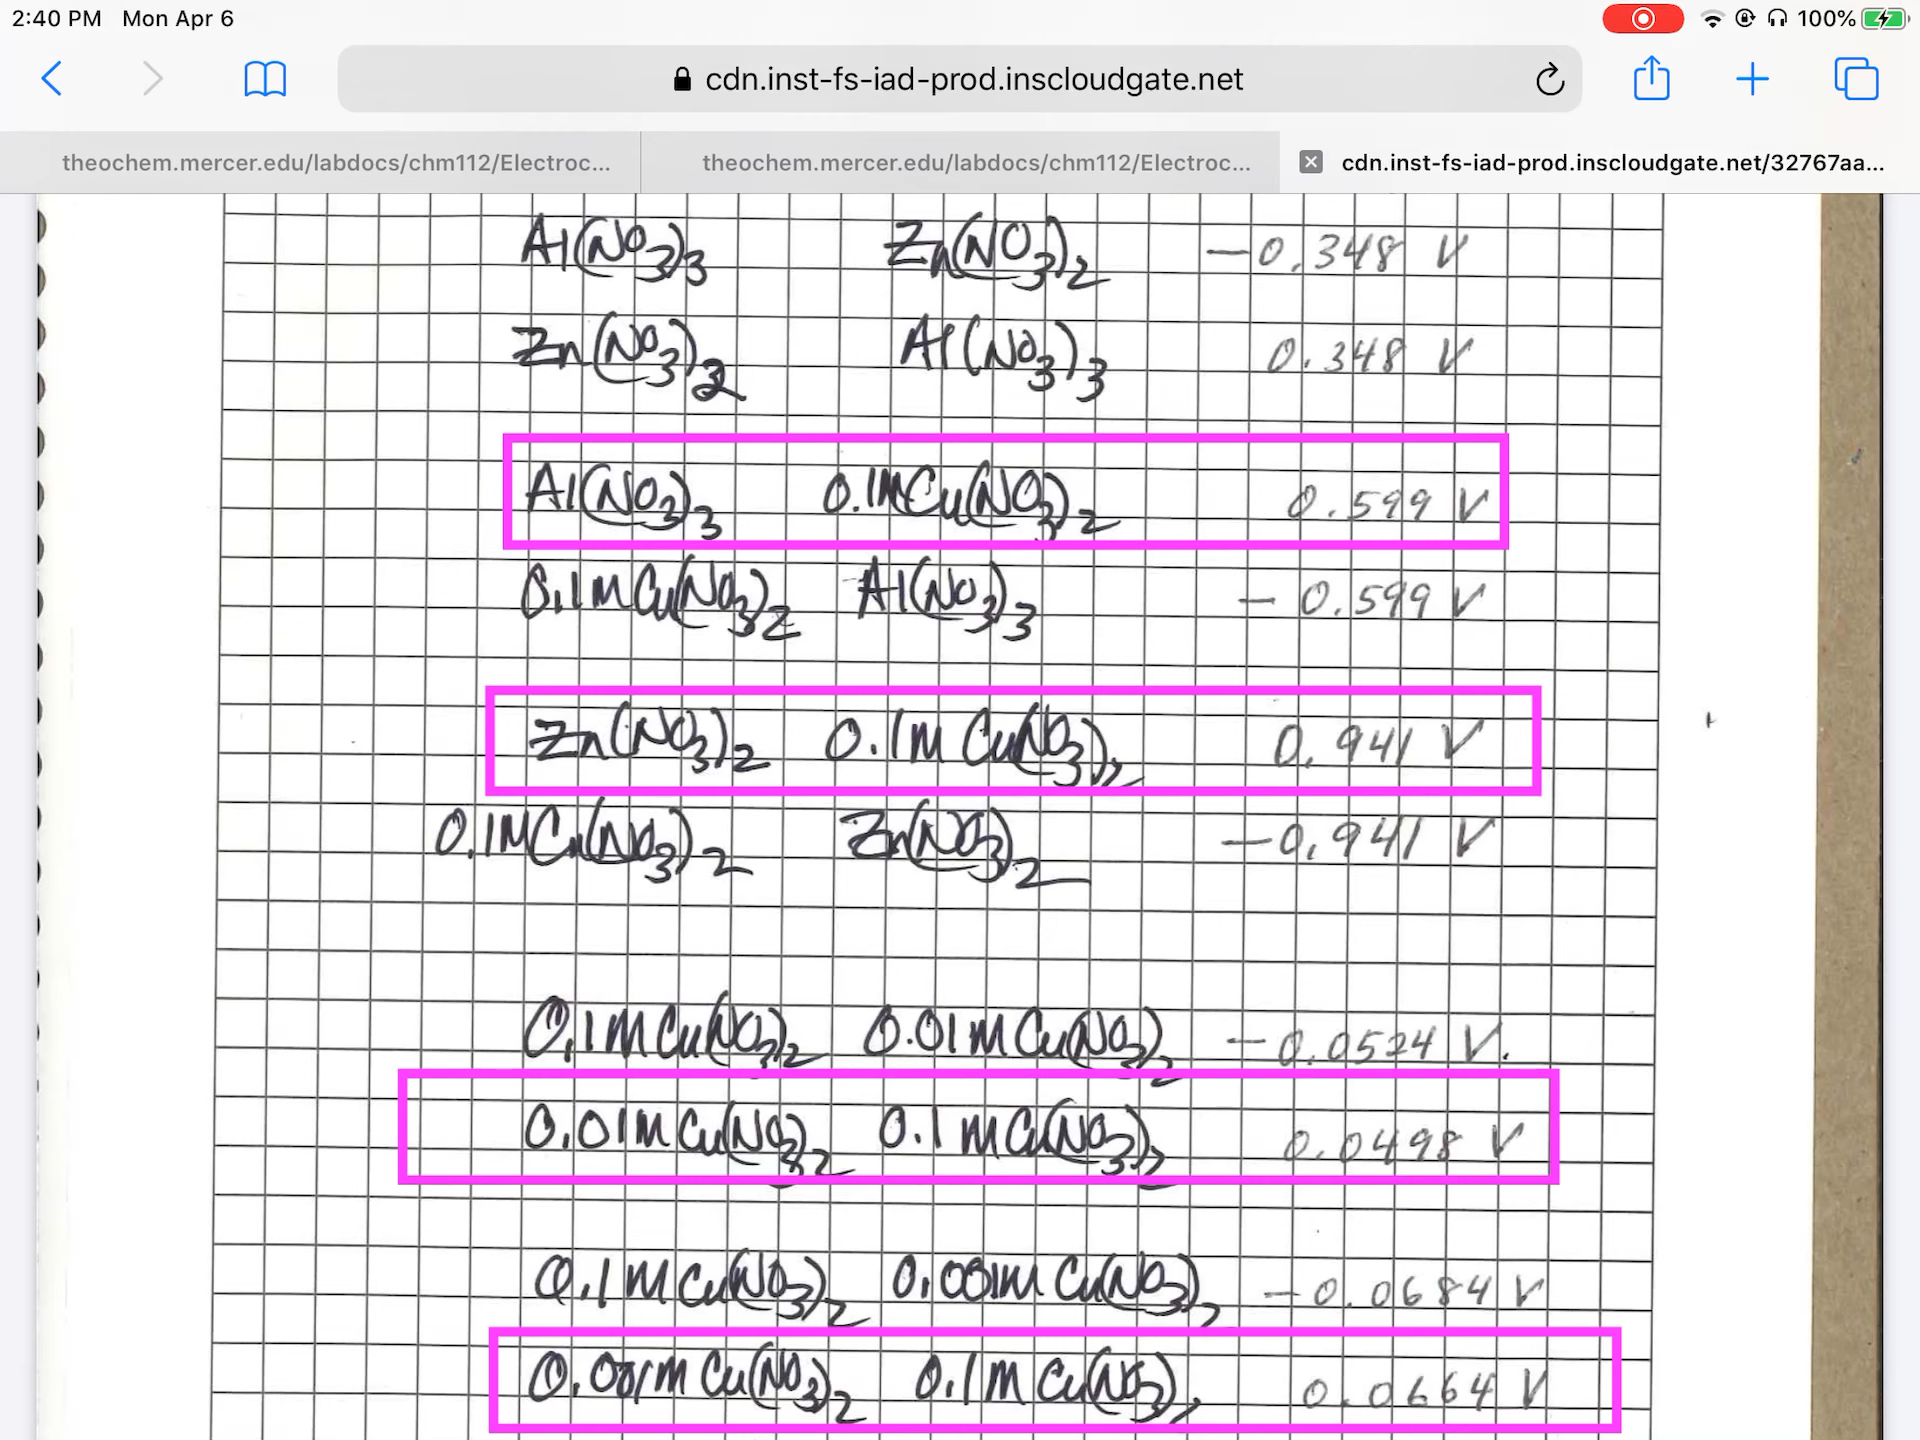 2:40 PM Mon Apr 6 100%
cdn.inst-fs-iad-prod.inscloudgate.net
theochem.mercer.edu/labdocs/chm112/Electroc... theochem.mercer.edu/labdocs/chm112/Electroc... cdn.inst-fs-iad-prod.inscloudgate.net/32767aa...
Al(NO3)3 Zn(NO3)2 -0.348 V
Zn(NO3)2 Al(NO3)3 0.348 V
Al(NO3)3 0.1M Cu(NO3)2 0.599 V
0.1M Cu(NO3)2 Al(NO3)3 -0.599 V
Zn(NO3)2 0.1M Cu(NO3)2 0.941 V
0.1M Cu(NO3)2 Zn(NO3)2 -0.941 V
0.1M Cu(NO3)2 0.01M Cu(NO3)2 -0.0524 V.
0.01M Cu(NO3)2 0.1M Cu(NO3)2 0.0498 V
0.1M Cu(NO3)2 0.001M Cu(NO3)2 -0.0684 V
0.001M Cu(NO3)2 0.1M Cu(NO3)2 0.0664 V